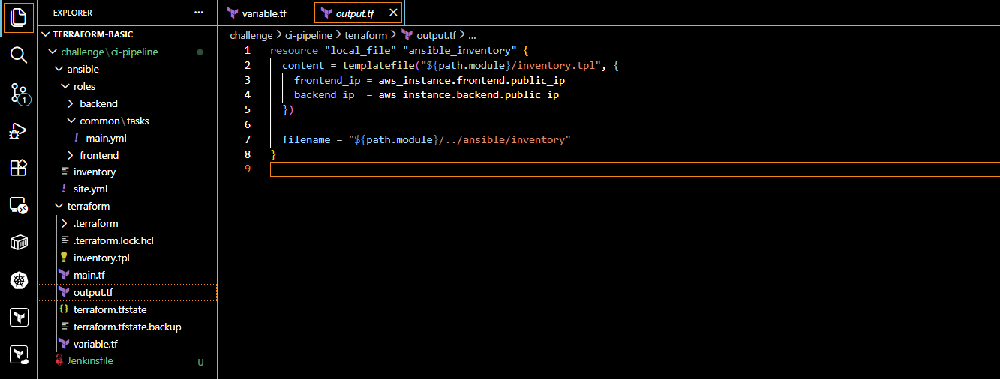 EXPLORER
TERRAFORM-BASIC
challenge\ci-pipeline
ansible
roles
backend
common\tasks
main.yml
frontend
inventory
site.yml
terraform
.terraform
.terraform.lock.hcl
inventory.tpl
main.tf
output.tf
terraform.tfstate
terraform.tfstate.backup
variable.tf
Jenkinsfile U
1
variable.tf output.tf
challenge > ci-pipeline > terraform > output.tf > ...
1 resource "local_file" "ansible_inventory" {
2 content = templatefile("${path.module}/inventory.tpl", {
3 frontend_ip = aws_instance.frontend.public_ip
4 backend_ip  = aws_instance.backend.public_ip
5 })
6
7 filename = "${path.module}/../ansible/inventory"
8 }
9